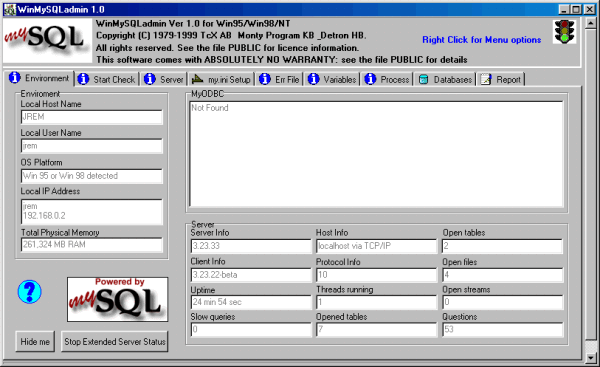 WinMySQLadmin 1.0
my SQL
WinMySQLadmin Ver 1.0 for Win95/Win98/NT
Copyright (C) 1979-1999 TcX AB Monty Program KB _Detron HB.
All rights reserved. See the file PUBLIC for licence information.
This software comes with ABSOLUTELY NO WARRANTY: see the file PUBLIC for details
Right Click for Menu options
Environment Start Check Server my.ini Setup Err File Variables Process Databases Report
Enviroment
Local Host Name
JREM
Local User Name
jrem
OS Platform
Win 95 or Win 98 detected
Local IP Address
jrem
192.168.0.2
Total Physical Memory
261,324 MB RAM
MyODBC
Not Found
Server
Server Info Host Info Open tables
3.23.33 localhost via TCP/IP 2
Client Info Protocol Info Open files
3.23.22-beta 10 4
Uptime Threads running Open streams
24 min 54 sec 1 0
Slow queries Opened tables Questions
0 7 53
?
Powered by
my SQL
Hide me Stop Extended Server Status